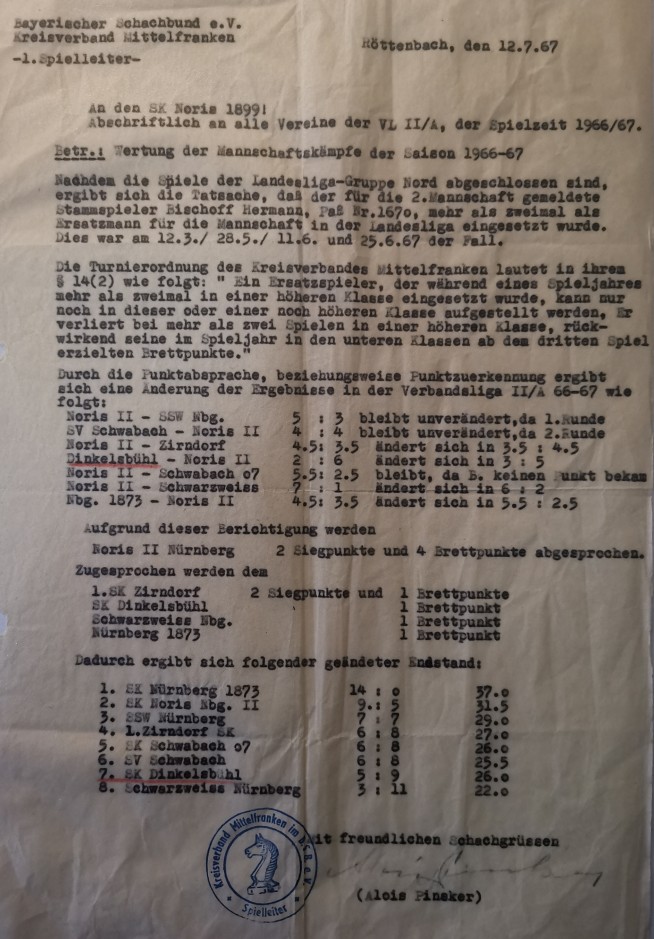 Bayerischer Schachbund e.V.
Kreisverband Mittelfranken
-1.Spielleiter-
Röttenbach, den 12.7.67
An den SK Noris 1899!
Abschriftlich an alle Vereine der VL II/A, der Spielzeit 1966/67.
Betr.: Wertung der Mannschaftskämpfe der Saison 1966-67
Nachdem die Spiele der Landesliga-Gruppe Nord abgeschlossen sind,
ergibt sich die Tatsache, daß der für die 2.Mannschaft gemeldete
Stammspieler Bischoff Hermann, Paß Nr.167o, mehr als zweimal als
Ersatzmann für die Mannschaft in der Landesliga eingesetzt wurde.
Dies war am 12.3./ 28.5./ 11.6. und 25.6.67 der Fall.
Die Turnierordnung des Kreisverbandes Mittelfranken lautet in ihrem
§ 14(2) wie folgt: " Ein Ersatzspieler, der während eines Spieljahres
mehr als zweimal in einer höheren Klasse eingesetzt wurde, kann nur
noch in dieser oder einer noch höheren Klasse aufgestellt werden, Er
verliert bei mehr als zwei Spielen in einer höheren Klasse, rück-
wirkend seine im Spieljahr in den unteren Klassen ab dem dritten Spiel
erzielten Brettpunkte."
Durch die Punktabsprache, beziehungsweise Punktzuerkennung ergibt
sich eine Änderung der Ergebnisse in der Verbandsliga II/A 66-67 wie
folgt:
Noris II - SSW Nbg. 5 : 3 bleibt unverändert,da 1.Runde
SV Schwabach - Noris II 4 : 4 bleibt unverändert,da 2.Runde
Noris II - Zirndorf 4.5: 3.5 ändert sich in 3.5 : 4.5
Dinkelsbühl - Noris II 2 : 6 ändert sich in 3 : 5
Noris II - Schwabach o7 5.5: 2.5 bleibt, da B. keinen Punkt bekam
Noris II - Schwarzweiss 7 : 1 ändert sich in 6 : 2
Nbg. 1873 - Noris II 4.5: 3.5 ändert sich in 5.5 : 2.5
Aufgrund dieser Berichtigung werden
Noris II Nürnberg 2 Siegpunkte und 4 Brettpunkte abgesprochen.
Zugesprochen werden dem
1.SK Zirndorf 2 Siegpunkte und 1 Brettpunkte
SK Dinkelsbühl 1 Brettpunkt
Schwarzweiss Nbg. 1 Brettpunkt
Nürnberg 1873 1 Brettpunkt
Dadurch ergibt sich folgender geänderter Endstand:
1. SK Nürnberg 1873 14 : o 37.o
2. SK Noris Nbg. II 9.: 5 31.5
3. SSW Nürnberg 7 : 7 29.o
4. 1.Zirndorf SK 6 : 8 27.o
5. SK Schwabach o7 6 : 8 26.o
6. SV Schwabach 6 : 8 25.5
7. SK Dinkelsbühl 5 : 9 26.o
8. Schwarzweiss Nürnberg 3 : 11 22.o
Mit freundlichen Schachgrüssen
(Alois Pinsker)
Kreisverband Mittelfranken im B.S.B. e.V.
Spielleiter